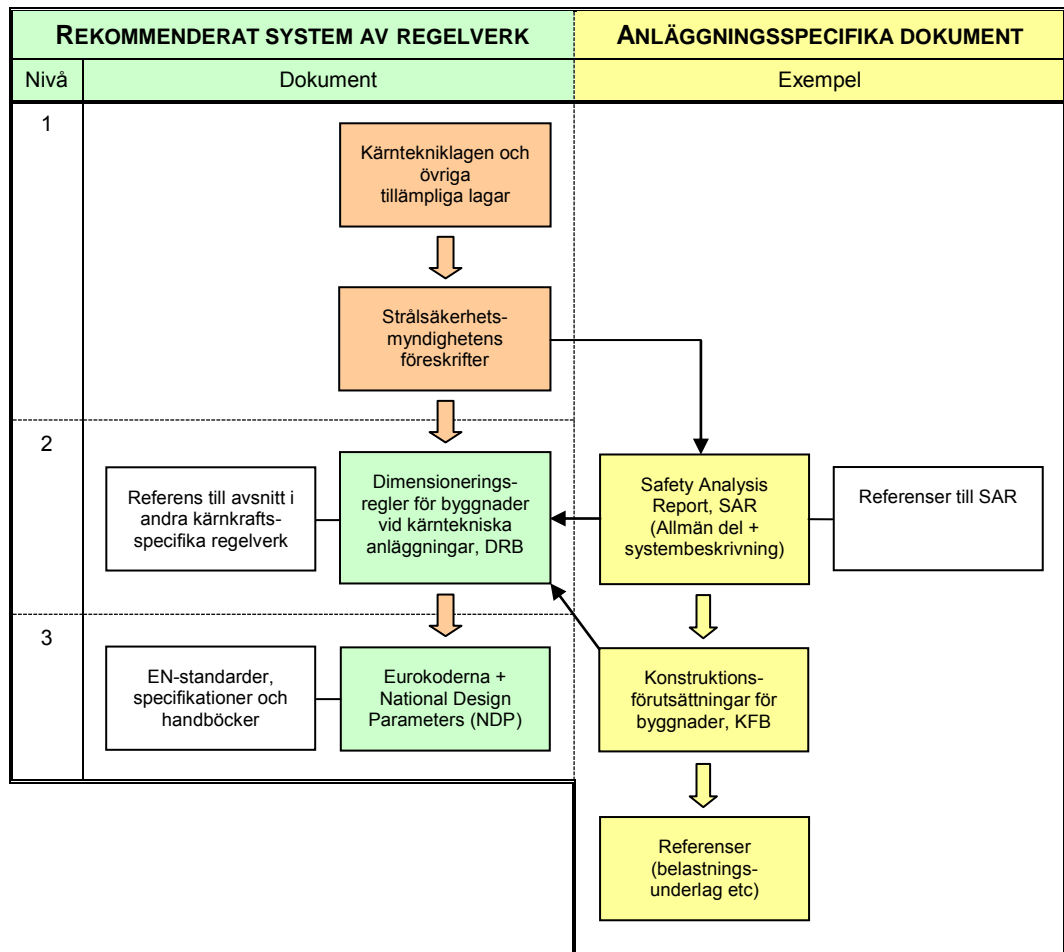 REKOMMENDERAT SYSTEM AV REGELVERK
ANLÄGGNINGSSPECIFIKA DOKUMENT
Nivå
Dokument
Exempel
1
Kärntekniklagen och
övriga
tillämpliga lagar
Strålsäkerhets-
myndighetens
föreskrifter
2
Referens till avsnitt i
andra kärnkrafts-
specifika regelverk
Dimensionerings-
regler för byggnader
vid kärntekniska
anläggningar, DRB
Safety Analysis
Report, SAR
(Allmän del +
systembeskrivning)
Referenser till SAR
3
EN-standarder,
specifikationer och
handböcker
Eurokoderna +
National Design
Parameters (NDP)
Konstruktions-
förutsättningar för
byggnader, KFB
Referenser
(belastnings-
underlag etc)